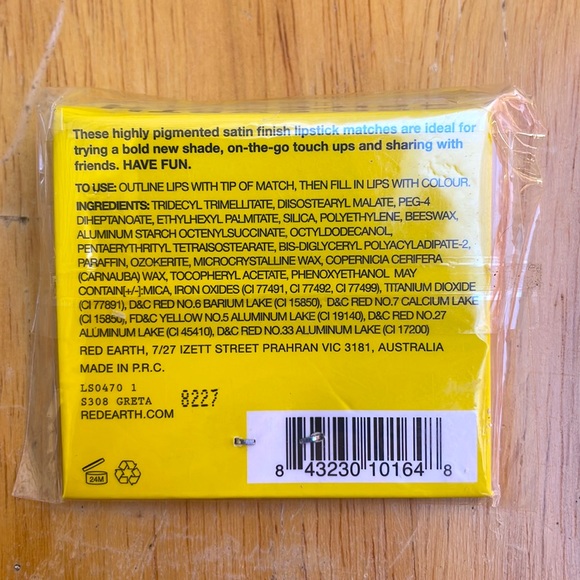 These highly pigmented satin finish lipstick matches are ideal for
trying a bold new shade, on-the-go touch ups and sharing with
friends. HAVE FUN.
TO USE: OUTLINE LIPS WITH TIP OF MATCH, THEN FILL IN LIPS WITH COLOUR.
INGREDIENTS: TRIDECYL TRIMELLITATE, DIISOSTEARYL MALATE, PEG-4
DIHEPTANOATE, ETHYLHEXYL PALMITATE, SILICA, POLYETHYLENE, BEESWAX,
ALUMINUM STARCH OCTENYLSUCCINATE, OCTYLDODECANOL,
PENTAERYTHRITYL TETRAISOSTEARATE, BIS-DIGLYCERYL POLYACYLADIPATE-2,
PARAFFIN, OZOKERITE, MICROCRYSTALLINE WAX, COPERNICIA CERIFERA
(CARNAUBA) WAX, TOCOPHERYL ACETATE, PHENOXYETHANOL MAY
CONTAIN[+/-]:MICA, IRON OXIDES (CI 77491, CI 77492, CI 77499), TITANIUM DIOXIDE
(CI 77891), D&C RED NO.6 BARIUM LAKE (CI 15850), D&C RED NO.7 CALCIUM LAKE
(CI 15850), FD&C YELLOW NO.5 ALUMINUM LAKE (CI 19140), D&C RED NO.27
ALUMINUM LAKE (CI 45410), D&C RED NO.33 ALUMINUM LAKE (CI 17200)
RED EARTH, 7/27 IZETT STREET PRAHRAN VIC 3181, AUSTRALIA
MADE IN P.R.C.
LS0470 1
S308 GRETA 8227
REDEARTH.COM
24M
8 43230 10164 8